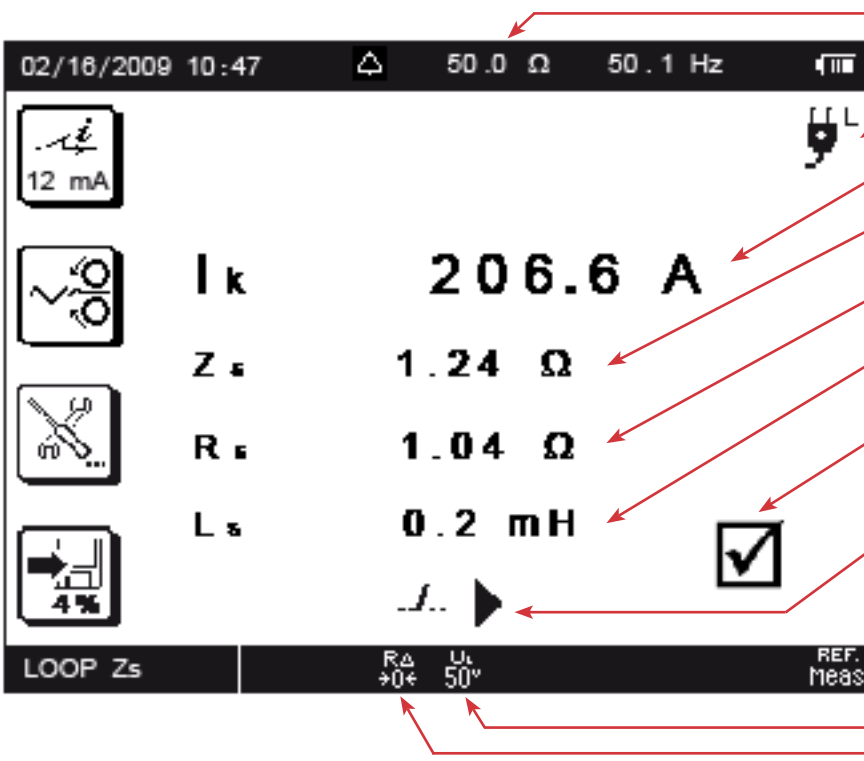 02/16/2009 10:47 50.0 Ω 50.1 Hz
L
12 mA
Ik 206.6 A
Zs 1.24 Ω
Rs 1.04 Ω
Ls 0.2 mH
4%
../..
LOOP Zs RΔ →0← UL 50V REF. Meas